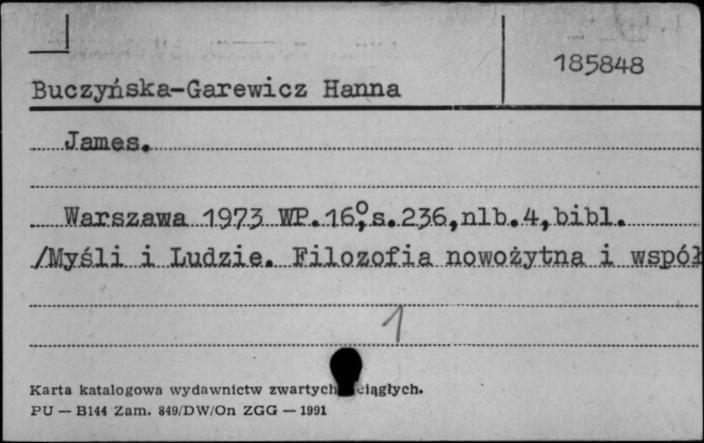 185848
Buczyńska-Garewicz Hanna
James.
Warszawa 1973 WP.16°,s.236,nlb.4,bibl.
/Myśli i Ludzie. Filozofia nowożytna i współ
1
Karta katalogowa wydawnictw zwartych ciągłych.
PU — B144 Zam. 849/DW/On ZGG — 1991